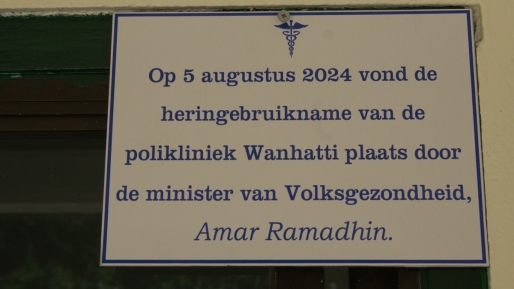 Op 5 augustus 2024 vond de
heringebruikname van de
polikliniek Wanhatti plaats door
de minister van Volksgezondheid,
Amar Ramadhin.